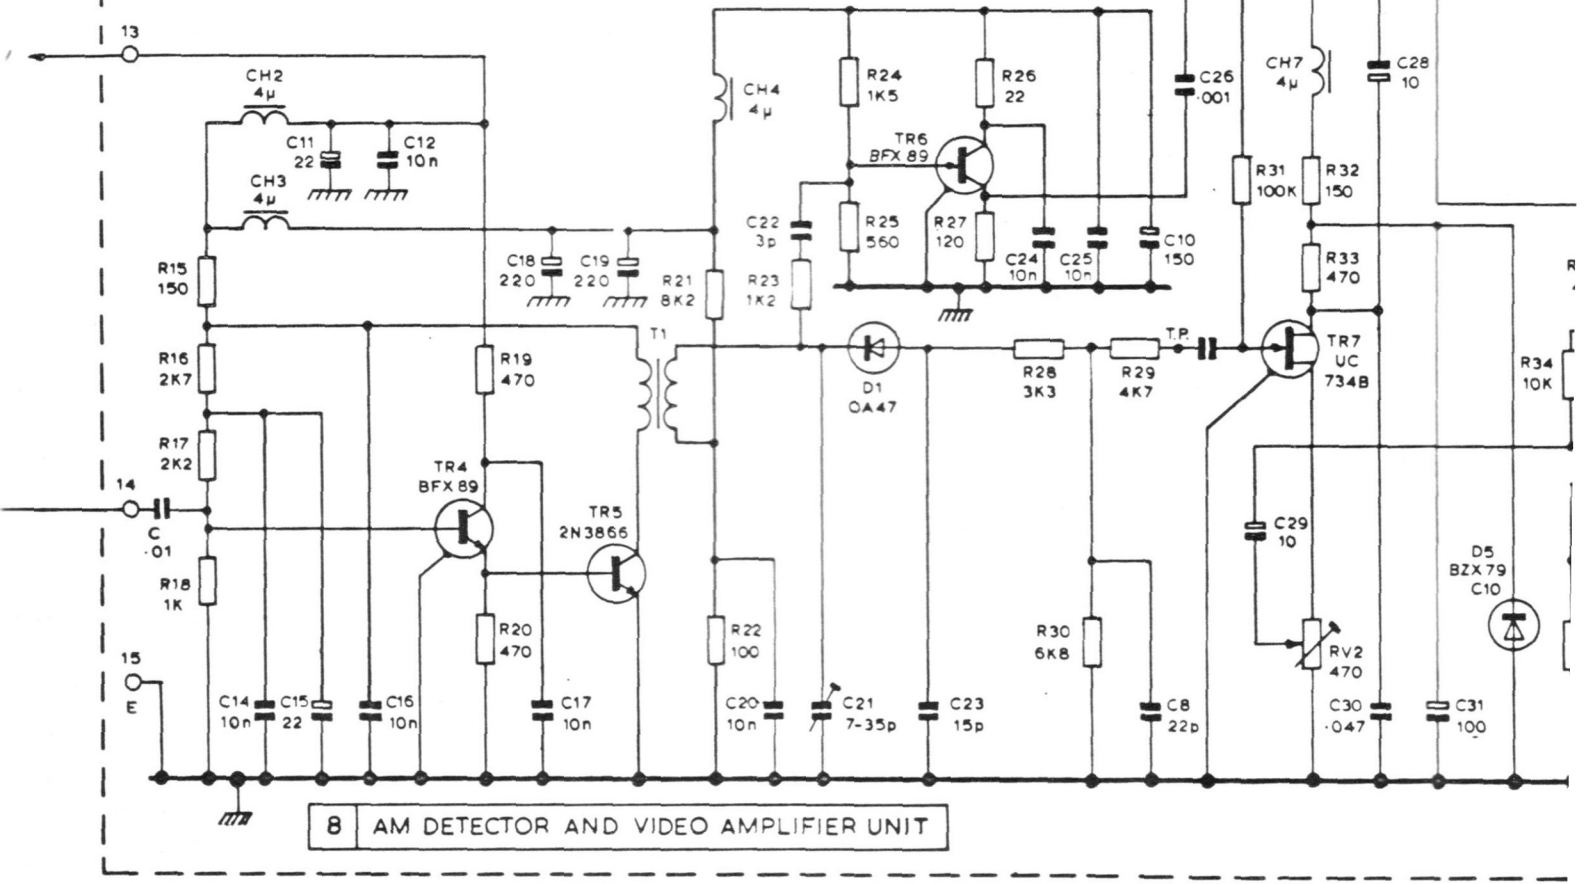 13
CH2
4µ
C11
22
C12
10n
CH3
4µ
R15
150
C18
220
C19
220
CH4
4µ
R21
8K2
R24
1K5
R26
22
TR6
BFX 89
C22
3p
R23
1K2
R25
560
R27
120
C24
10n
C25
10n
C10
150
C26
·001
CH7
4µ
C28
10
R31
100K
R32
150
R33
470
R16
2K7
R17
2K2
R19
470
T1
D1
OA47
R28
3K3
R29
4K7
T.P.
TR7
UC
734B
R34
10K
14
C
·01
TR4
BFX 89
TR5
2N3866
R18
1K
R20
470
R22
100
R30
6K8
C29
10
D5
BZX 79
C10
RV2
470
15
E
C14
10n
C15
22
C16
10n
C17
10n
C20
10n
C21
7-35p
C23
15p
C8
22p
C30
·047
C31
100
8 AM DETECTOR AND VIDEO AMPLIFIER UNIT